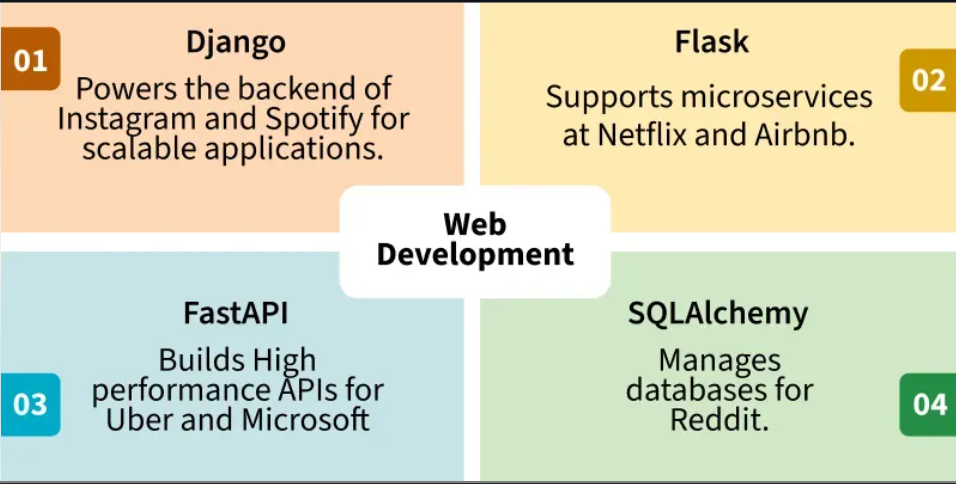 01
Django
Powers the backend of
Instagram and Spotify for
scalable applications.
Flask
02
Supports microservices
at Netflix and Airbnb.
Web
Development
FastAPI
Builds High
performance APIs for
Uber and Microsoft
03
SQLAlchemy
Manages
databases for
Reddit.
04